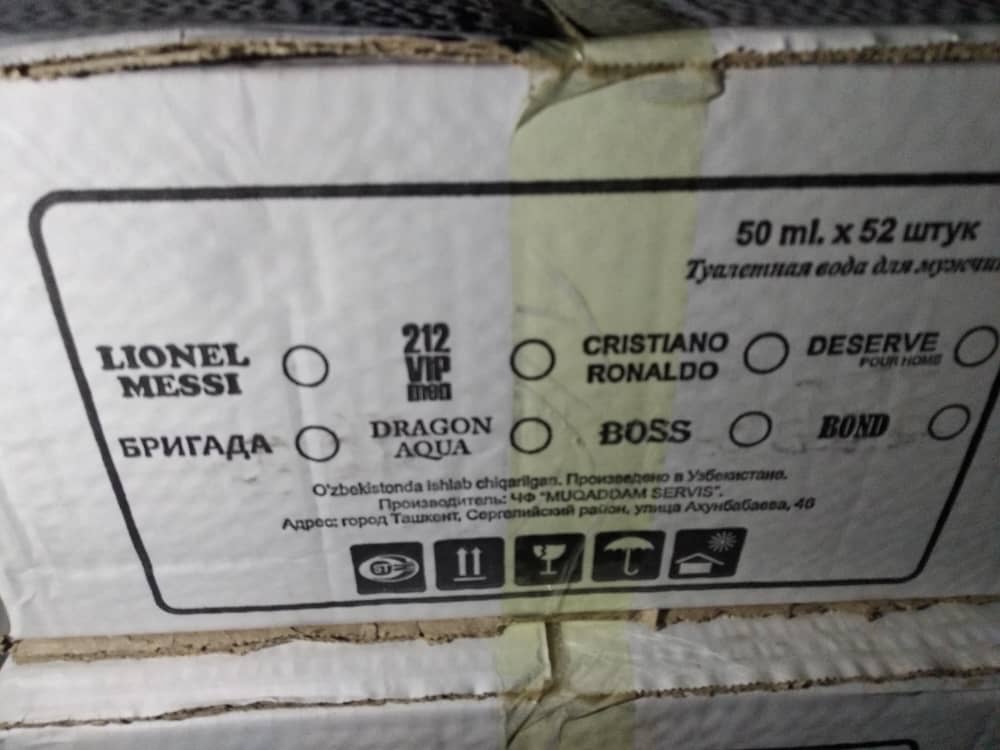 50 ml. x 52 штук
Туалетная вода для мужчин
LIONEL MESSI
212 VIP men
CRISTIANO RONALDO
DESERVE POUR HOME
БРИГАДА
DRAGON AQUA
BOSS
BOND
O'zbekistonda ishlab chiqarilgan. Произведено в Узбекистане.
Производитель: ЧФ "MUQADDAM SERVIS".
Адрес: город Ташкент, Сергелийский район, улица Ахунбабаева, 46